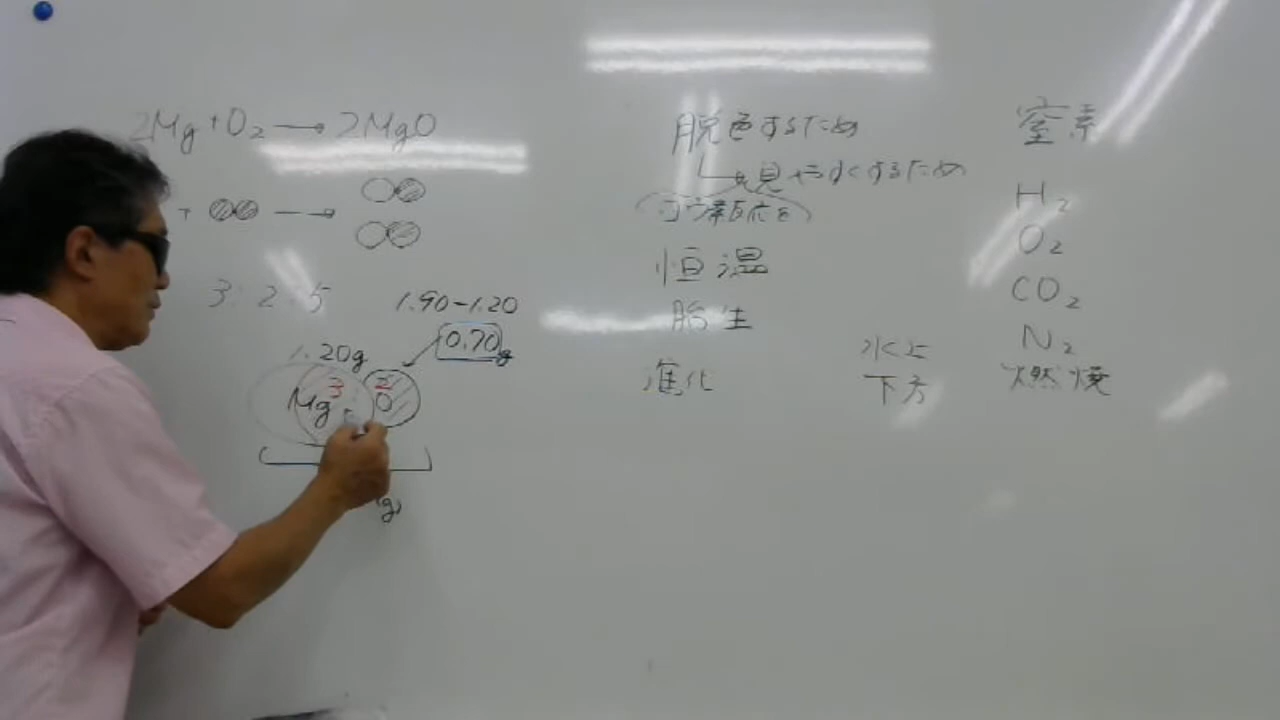 2Mg + O2 → 2MgO
+ →
3 2 5
1.90-1.20
0.70g
1.20g
Mg 3
2 O
(g)
脱色するため
見やすくするため
恒温
胎生
進化
水上
下方
窒素
H2
O2
CO2
N2
燃焼